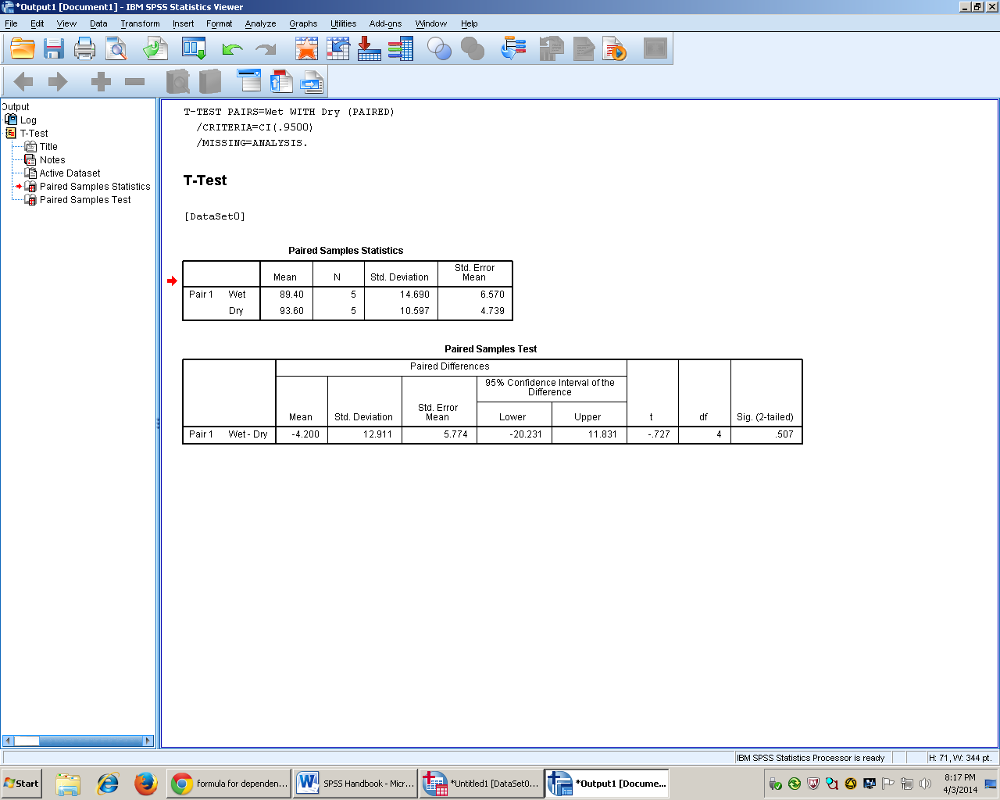 *Output1 [Document1] - IBM SPSS Statistics Viewer
File Edit View Data Transform Insert Format Analyze Graphs Utilities Add-ons Window Help
Output
Log
T-Test
Title
Notes
Active Dataset
Paired Samples Statistics
Paired Samples Test
T-TEST PAIRS=Wet WITH Dry (PAIRED)
/CRITERIA=CI(.9500)
/MISSING=ANALYSIS.
T-Test
[DataSet0]
Paired Samples Statistics
Mean N Std. Deviation Std. Error Mean
Pair 1 Wet 89.40 5 14.690 6.570
Dry 93.60 5 10.597 4.739
Paired Samples Test
Paired Differences
95% Confidence Interval of the Difference
Mean Std. Deviation Std. Error Mean Lower Upper t df Sig. (2-tailed)
Pair 1 Wet - Dry -4.200 12.911 5.774 -20.231 11.831 -.727 4 .507
IBM SPSS Statistics Processor is ready H: 71, W: 344 pt.
Start formula for dependen... SPSS Handbook - Micr... *Untitled1 [DataSet0... *Output1 [Docume... 8:17 PM
4/3/2014